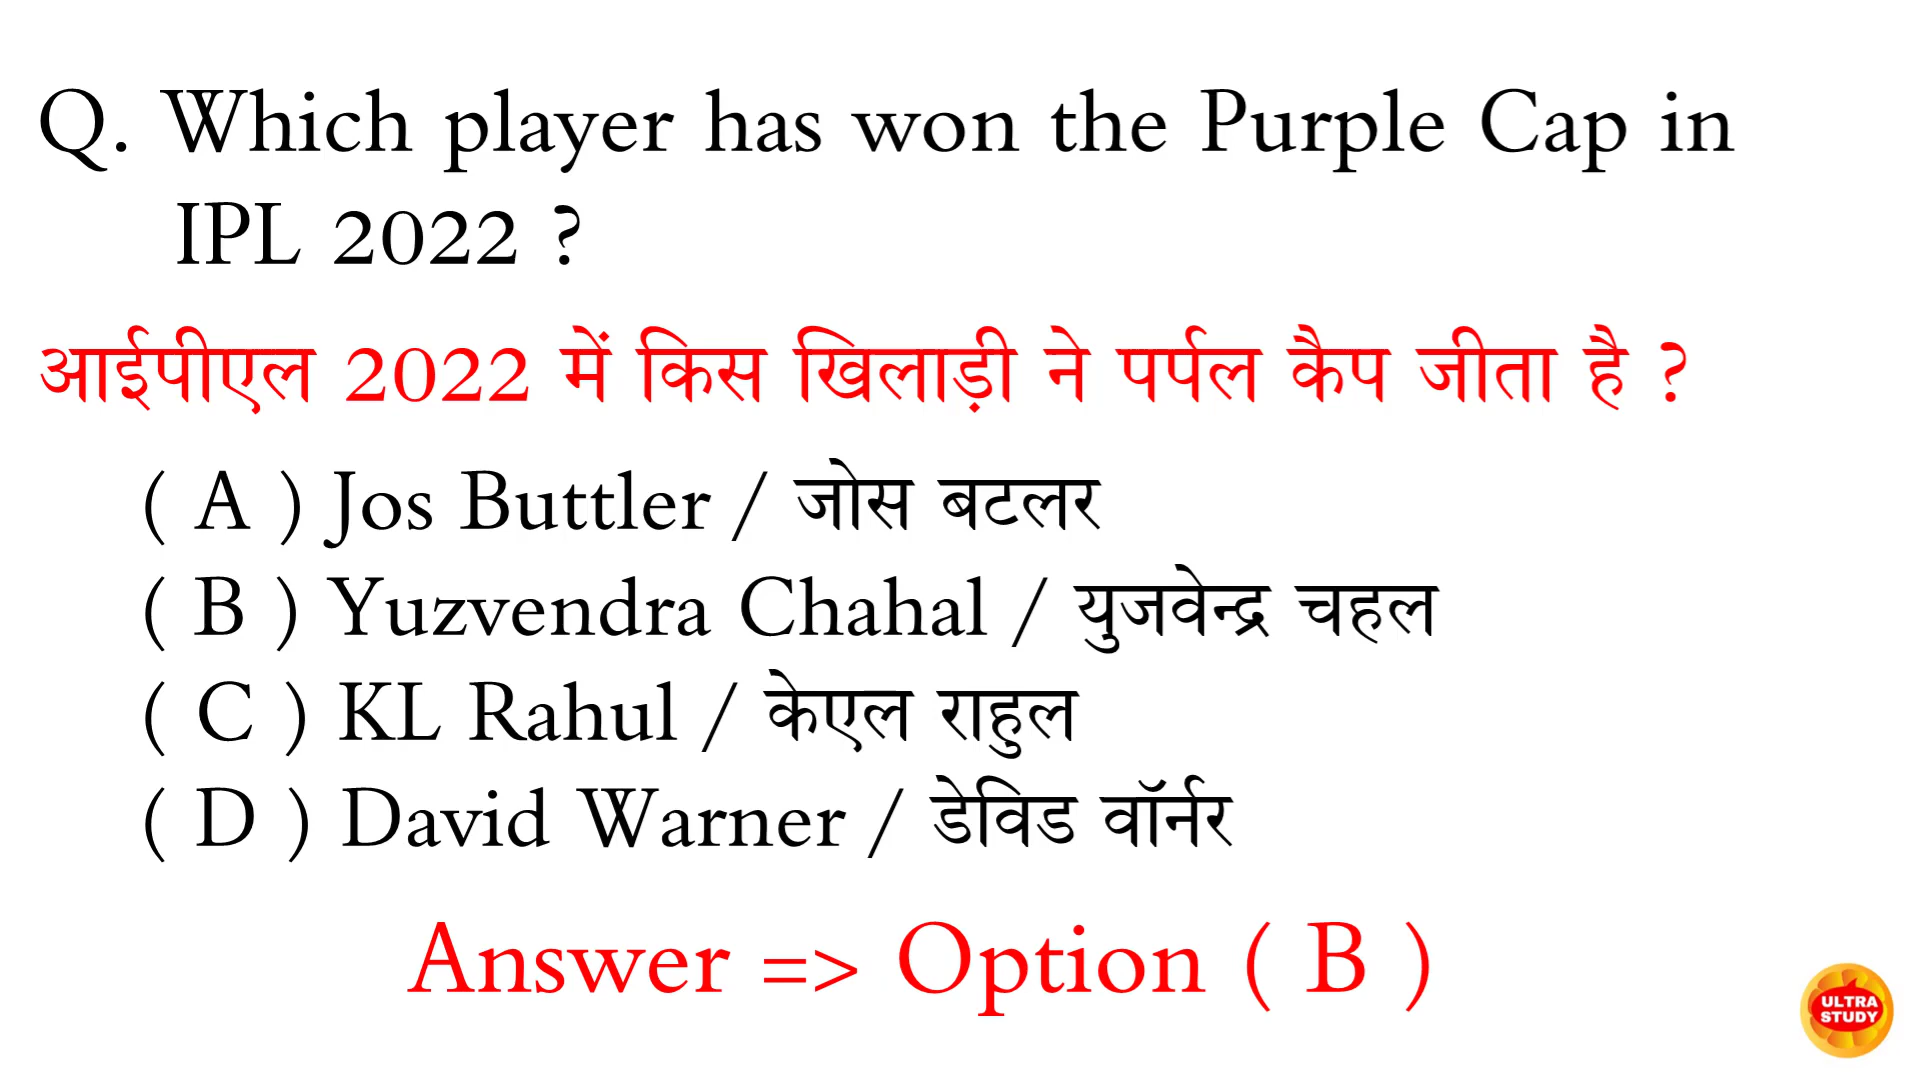 Q. Which player has won the Purple Cap in
IPL 2022 ?
आईपीएल 2022 में किस खिलाड़ी ने पर्पल कैप जीता है ?
( A ) Jos Buttler / जोस बटलर
( B ) Yuzvendra Chahal / युजवेन्द्र चहल
( C ) KL Rahul / केएल राहुल
( D ) David Warner / डेविड वॉर्नर
Answer => Option ( B )
ULTRA
STUDY